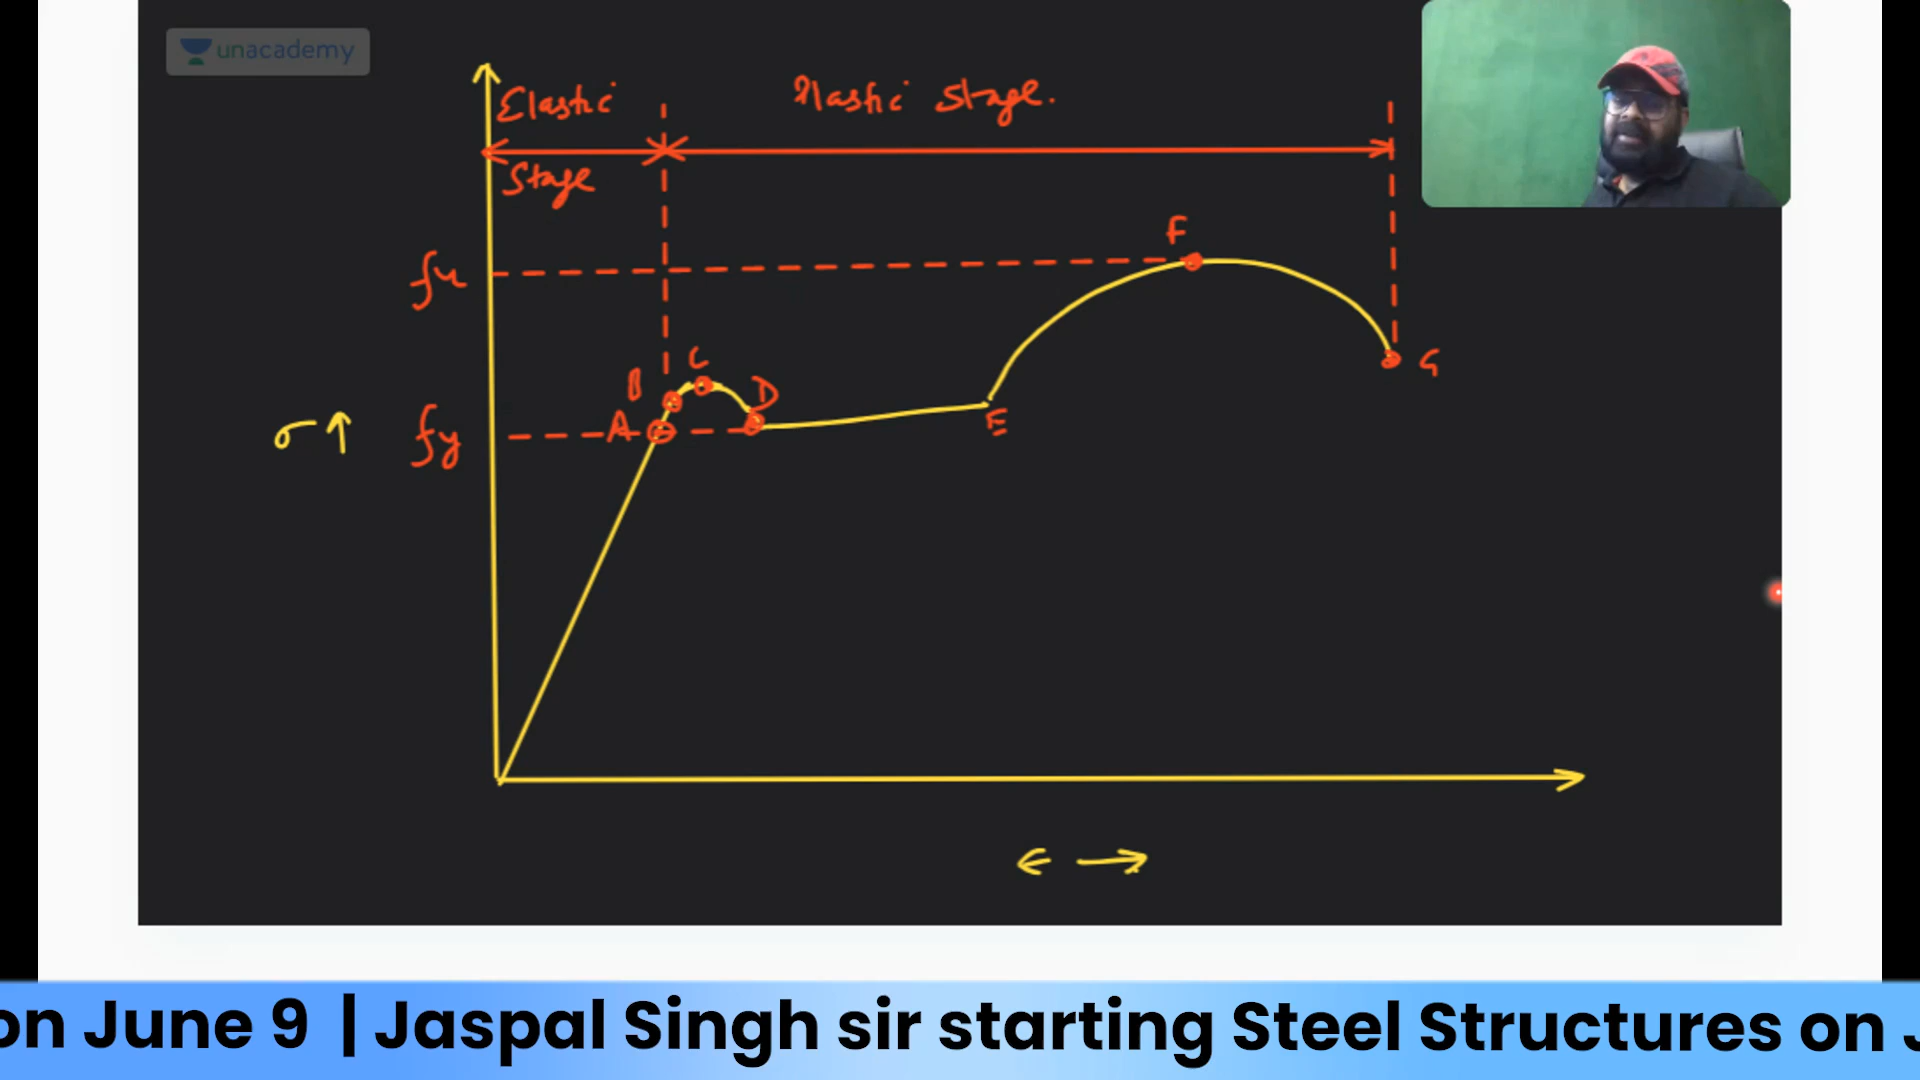 unacademy
Elastic
Plastic Stage.
Stage
F
fu
C
B
D
G
A
σ↑
fy
E
ϵ →
on June 9 | Jaspal Singh sir starting Steel Structures on J